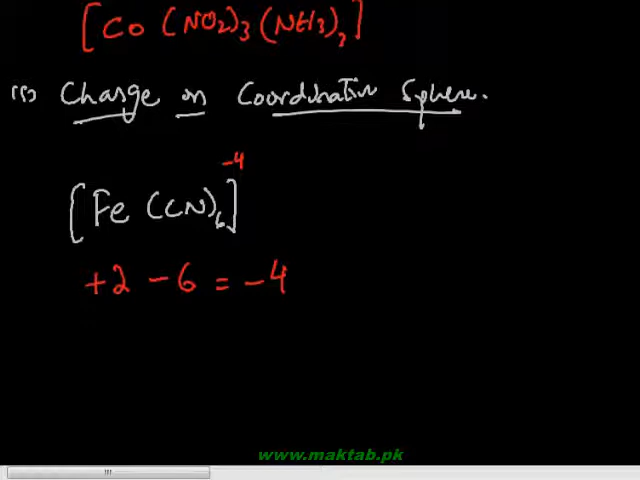 [Co (NO2)3 (NH3)3]
(ii) Charge on Coordination Sphere.
[Fe (CN)6]-4
+2 - 6 = -4
www.maktab.pk